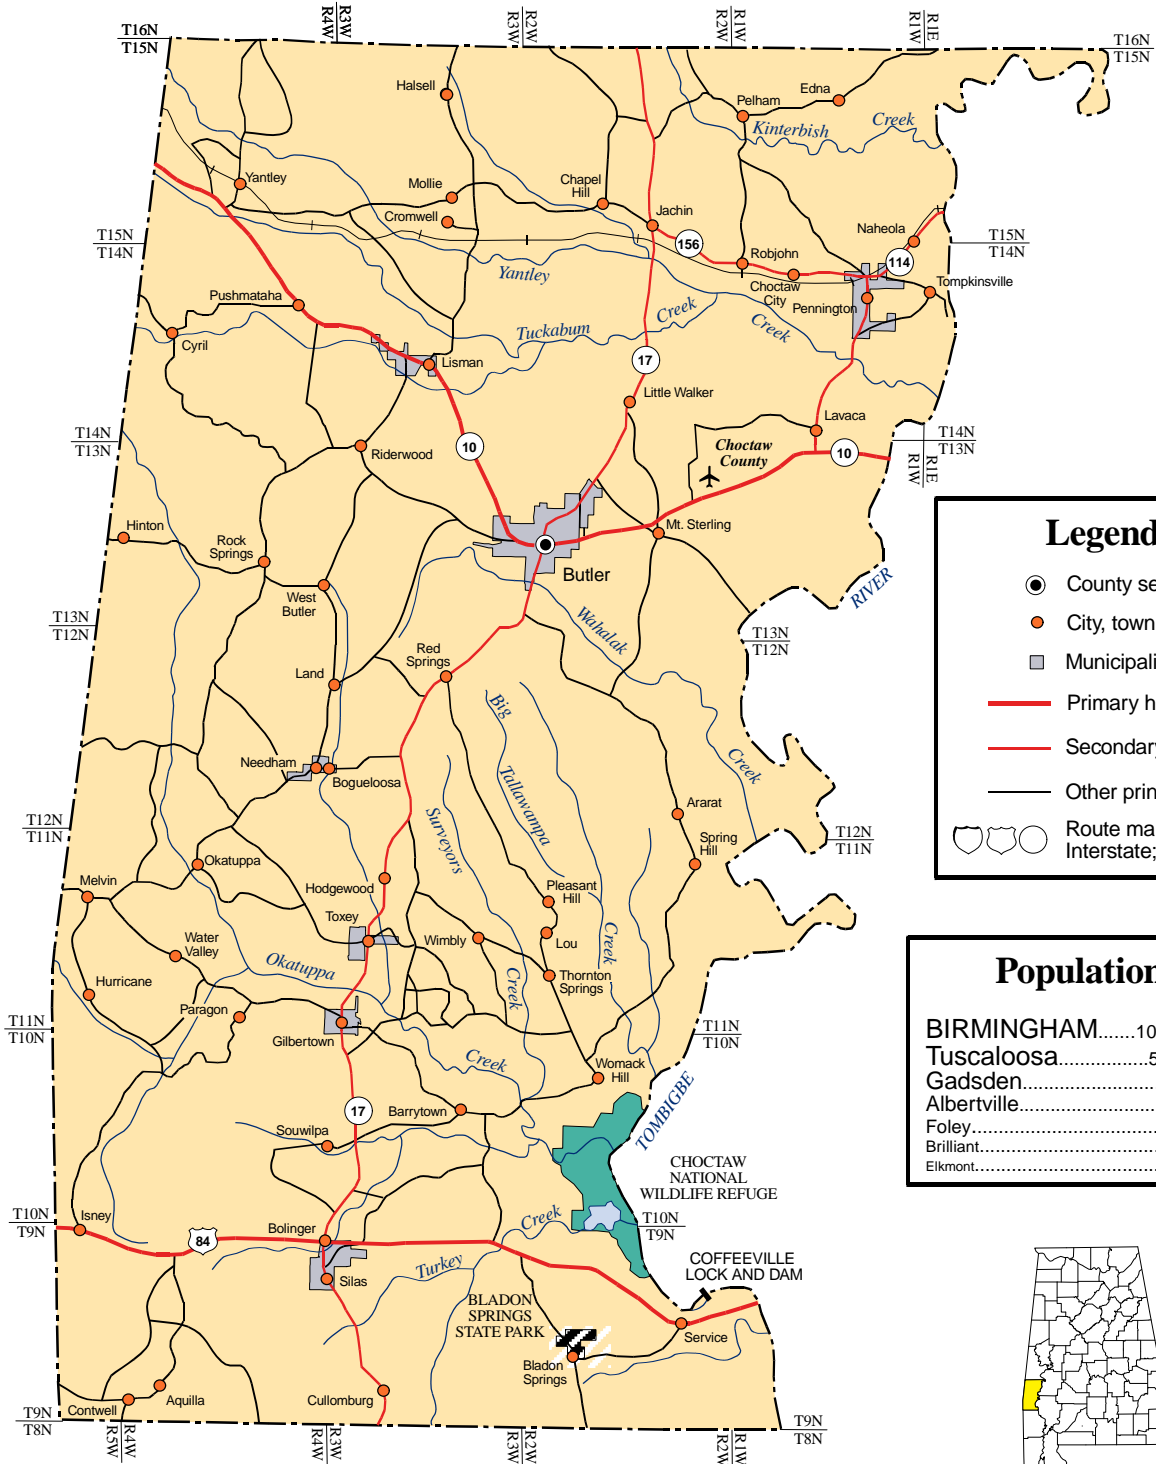 R3W
R4W
R2W
R3W
R1W
R2W
R1E
R1W
T16N
T15N
T16N
T15N
Halsell
Edna
Pelham
Kinterbish
Creek
Yantley
Mollie
Chapel
Hill
Cromwell
Jachin
Naheola
156
Robjohn
114
T15N
T14N
T15N
T14N
Yantley
Choctaw
City
Tompkinsville
Pushmataha
Pennington
Creek
Creek
Tuckabum
Cyril
Lisman
17
Little Walker
Lavaca
T14N
T13N
Riderwood
10
Choctaw
County
10
T14N
T13N
R1E
R1W
Hinton
Rock
Springs
Mt. Sterling
Butler
West
Butler
RIVER
Wahalak
T13N
T12N
T13N
T12N
Red
Springs
Land
Big
Creek
Needham
Bogueloosa
Tallawampa
Surveyors
Ararat
Spring
Hill
T12N
T11N
T12N
T11N
Okatuppa
Melvin
Hodgewood
Pleasant
Hill
Toxey
Water
Valley
Wimbly
Lou
Creek
Okatuppa
Thornton
Springs
Creek
Hurricane
Paragon
T11N
T10N
Gilbertown
T11N
T10N
Creek
Womack
Hill
17
Barrytown
TOMBIGBE
Souwilpa
CHOCTAW
NATIONAL
WILDLIFE REFUGE
Isney
T10N
T9N
Bolinger
Creek
T10N
T9N
84
Turkey
Silas
COFFEEVILLE
LOCK AND DAM
BLADON
SPRINGS
STATE PARK
Service
Bladon
Springs
Aquilla
Contwell
Cullomburg
T9N
T8N
T9N
T8N
R4W
R5W
R3W
R4W
R2W
R3W
R1W
R2W
Legend
County se
City, town
Municipali
Primary h
Secondary
Other prin
Route ma
Interstate;
Population
BIRMINGHAM.......10
Tuscaloosa..............5
Gadsden
Albertville
Foley
Brilliant
Elkmont